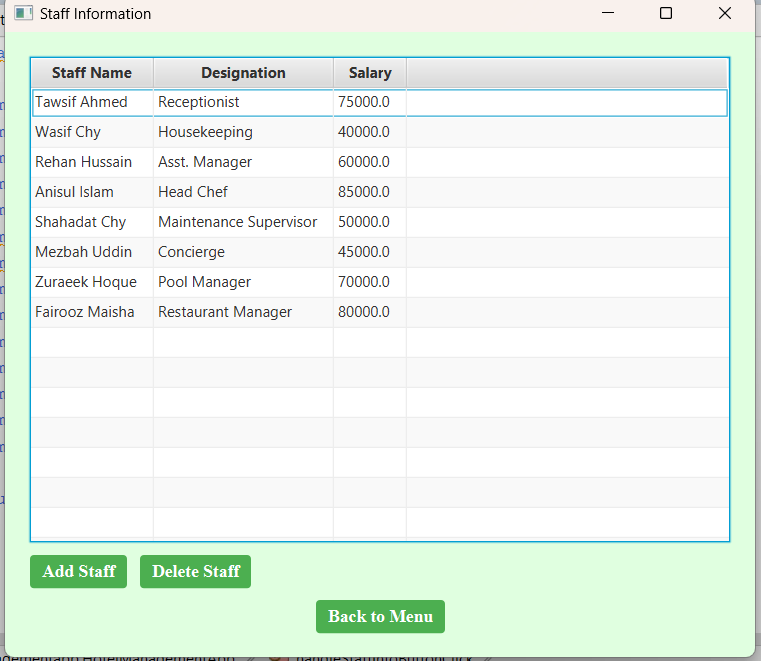 Staff Information
Staff Name Designation Salary
Tawsif Ahmed Receptionist 75000.0
Wasif Chy Housekeeping 40000.0
Rehan Hussain Asst. Manager 60000.0
Anisul Islam Head Chef 85000.0
Shahadat Chy Maintenance Supervisor 50000.0
Mezbah Uddin Concierge 45000.0
Zuraeek Hoque Pool Manager 70000.0
Fairooz Maisha Restaurant Manager 80000.0
Add Staff Delete Staff
Back to Menu